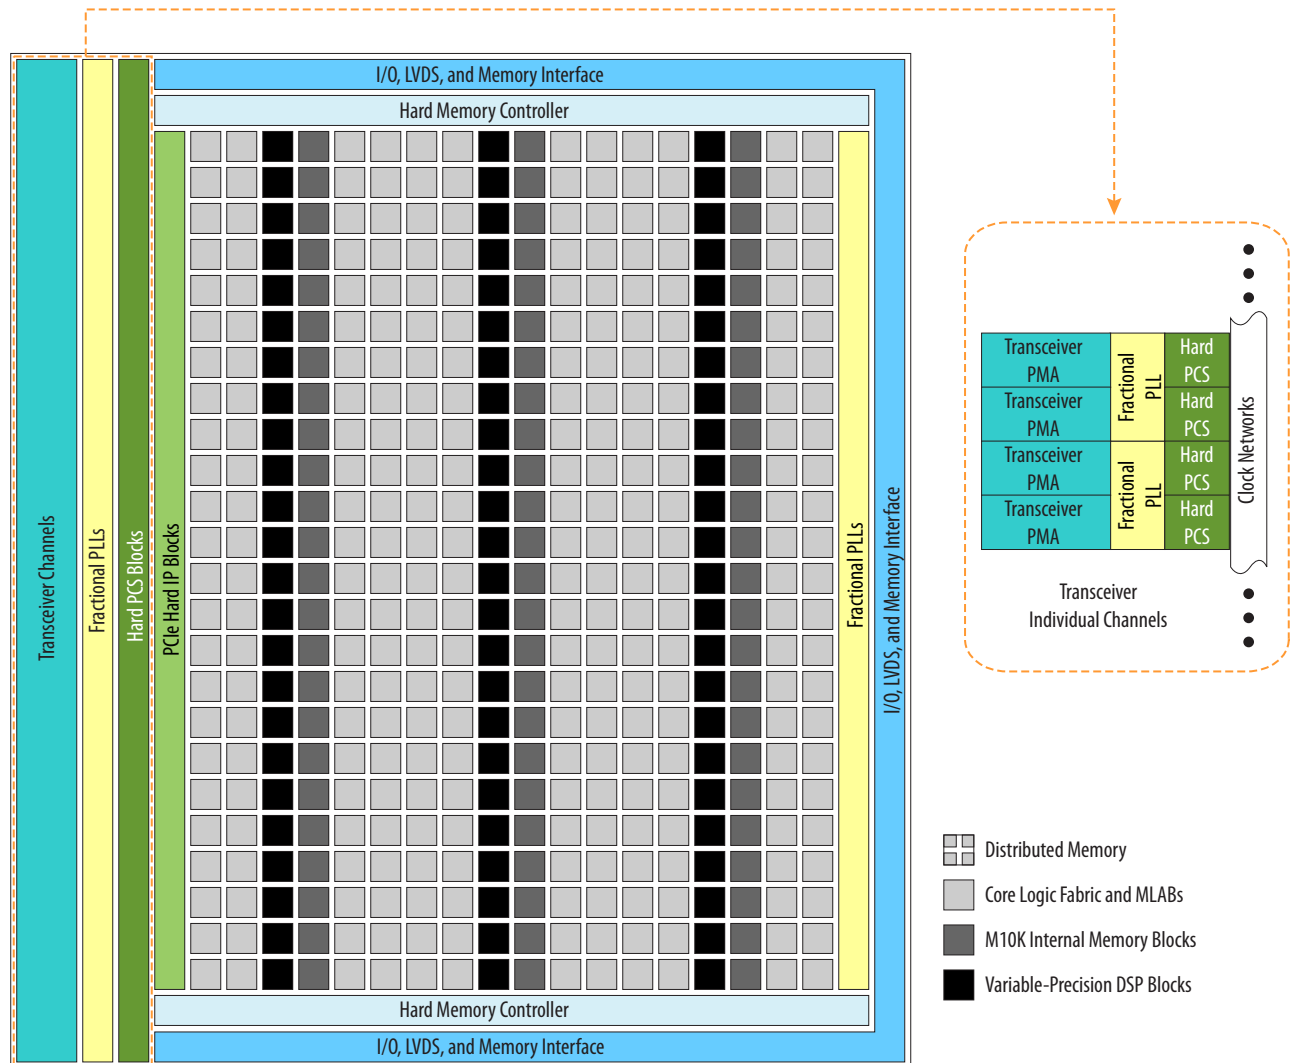 I/O, LVDS, and Memory Interface
Hard Memory Controller
Transceiver Channels
Fractional PLLs
Hard PCS Blocks
PCIe Hard IP Blocks
Fractional PLLs
I/O, LVDS, and Memory Interface
Hard Memory Controller
I/O, LVDS, and Memory Interface
Transceiver
PMA
Transceiver
PMA
Transceiver
PMA
Transceiver
PMA
Fractional
PLL
Fractional
PLL
Hard
PCS
Hard
PCS
Hard
PCS
Hard
PCS
Clock Networks
Transceiver
Individual Channels
Distributed Memory
Core Logic Fabric and MLABs
M10K Internal Memory Blocks
Variable-Precision DSP Blocks